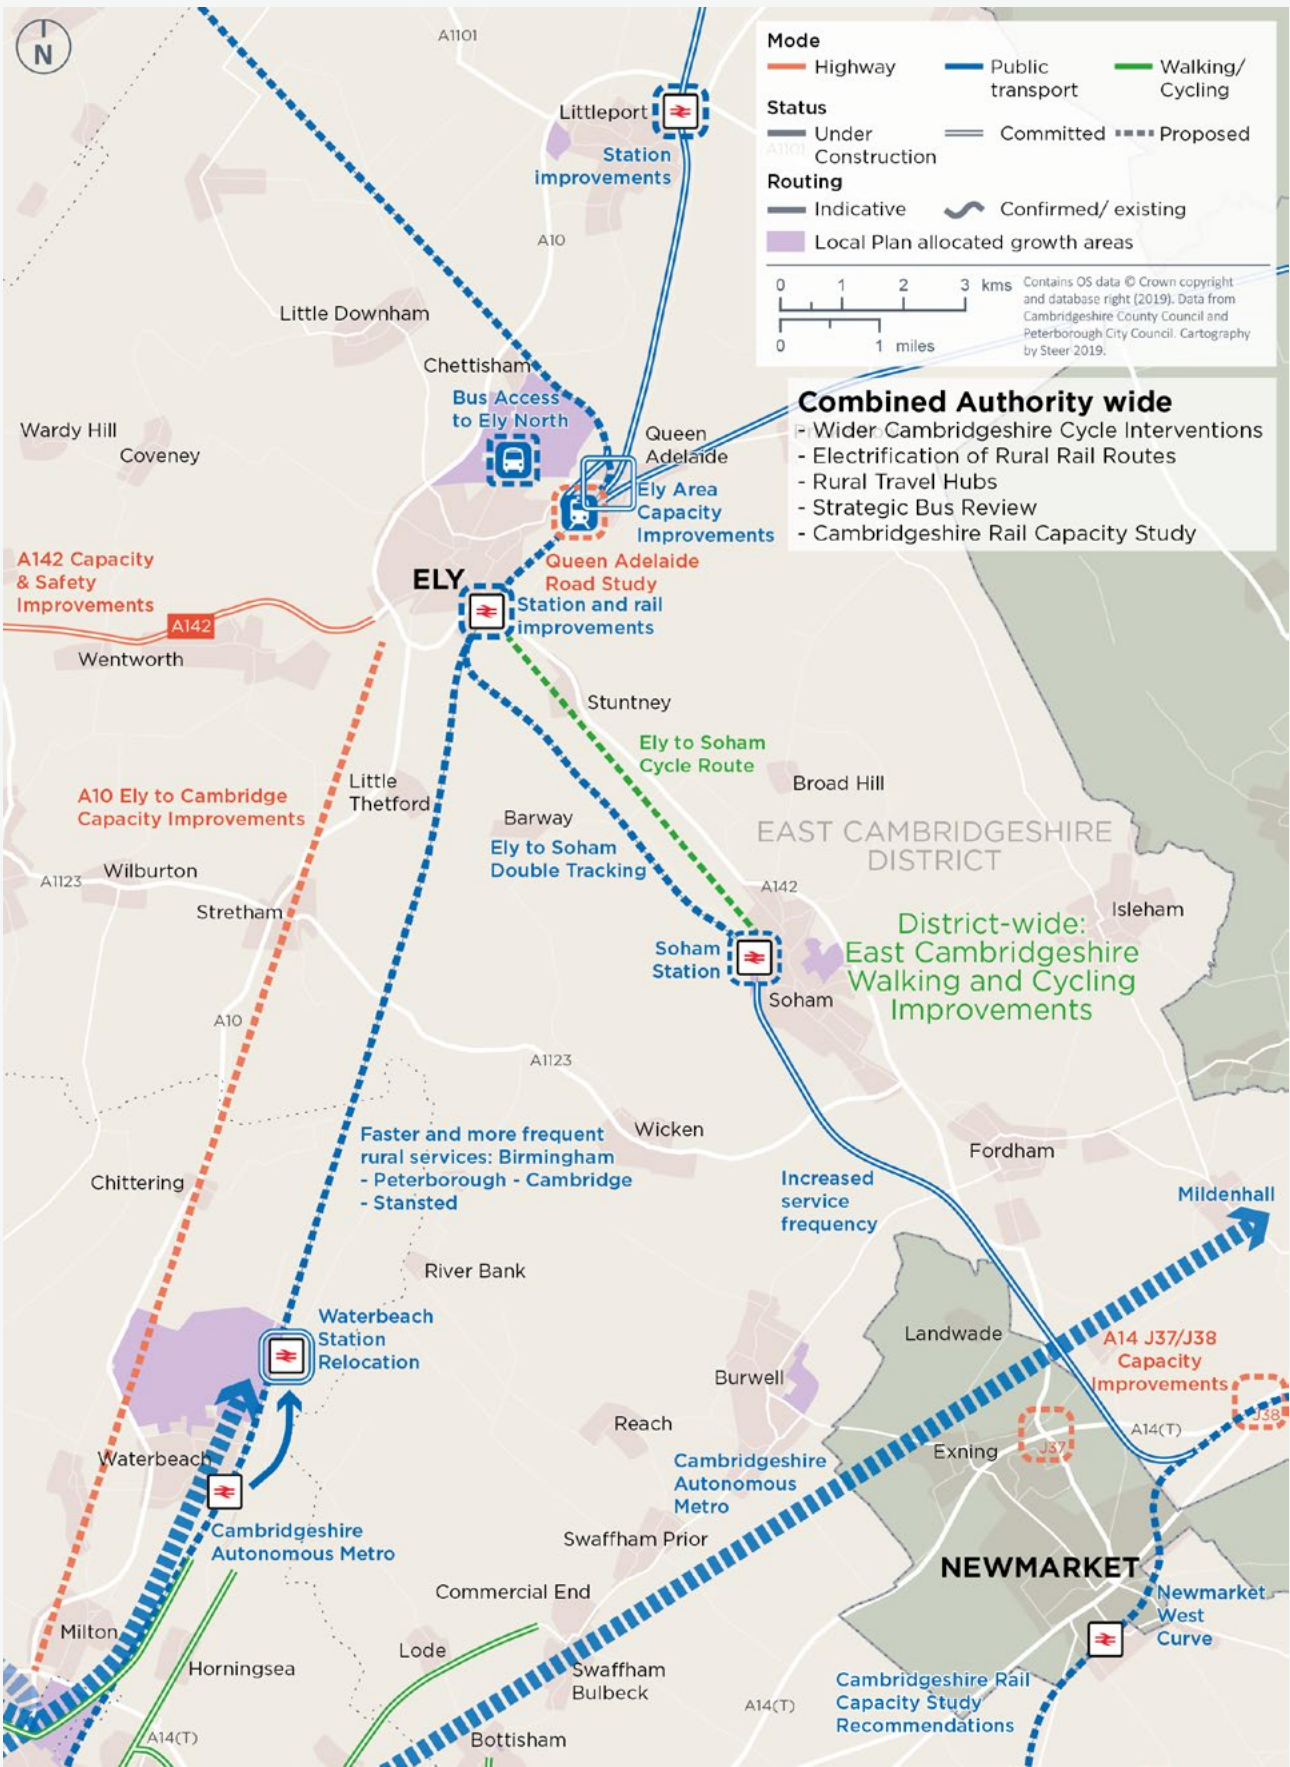 N
A1101
Littleport
Station
improvements
A10
Mode
Highway
Public
transport
Walking/
Cycling
Status
Under
Construction
Committed
Proposed
A1101
Routing
Indicative
Confirmed/ existing
Local Plan allocated growth areas
0 1 2 3 kms
0 1 miles
Contains OS data © Crown copyright
and database right (2019). Data from
Cambridgeshire County Council and
Peterborough City Council. Cartography
by Steer 2019.
Combined Authority wide
- Wider Cambridgeshire Cycle Interventions
- Electrification of Rural Rail Routes
- Rural Travel Hubs
- Strategic Bus Review
- Cambridgeshire Rail Capacity Study
Little Downham
Chettisham
Bus Access
to Ely North
Wardy Hill
Coveney
Queen
Adelaide
Ely Area
Capacity
Improvements
Queen Adelaide
Road Study
A142 Capacity
& Safety
Improvements
A142
ELY
Station and rail
improvements
Wentworth
Stuntney
Ely to Soham
Cycle Route
Little
Thetford
Broad Hill
A10 Ely to Cambridge
Capacity Improvements
Barway
Ely to Soham
Double Tracking
EAST CAMBRIDGESHIRE
DISTRICT
A1123
Wilburton
A142
Stretham
Isleham
District-wide:
East Cambridgeshire
Walking and Cycling
Improvements
Soham
Station
Soham
A10
A1123
Wicken
Faster and more frequent
rural services: Birmingham
- Peterborough - Cambridge
- Stansted
Fordham
Chittering
Increased
service
frequency
Mildenhall
River Bank
Waterbeach
Station
Relocation
Landwade
A14 J37/J38
Capacity
Improvements
Burwell
J38
Reach
A14(T)
Exning
J37
Waterbeach
Cambridgeshire
Autonomous
Metro
Cambridgeshire
Autonomous Metro
Swaffham Prior
NEWMARKET
Commercial End
Newmarket
West
Curve
Milton
Lode
Horningsea
Swaffham
Bulbeck
Cambridgeshire Rail
Capacity Study
Recommendations
A14(T)
A14(T)
Bottisham